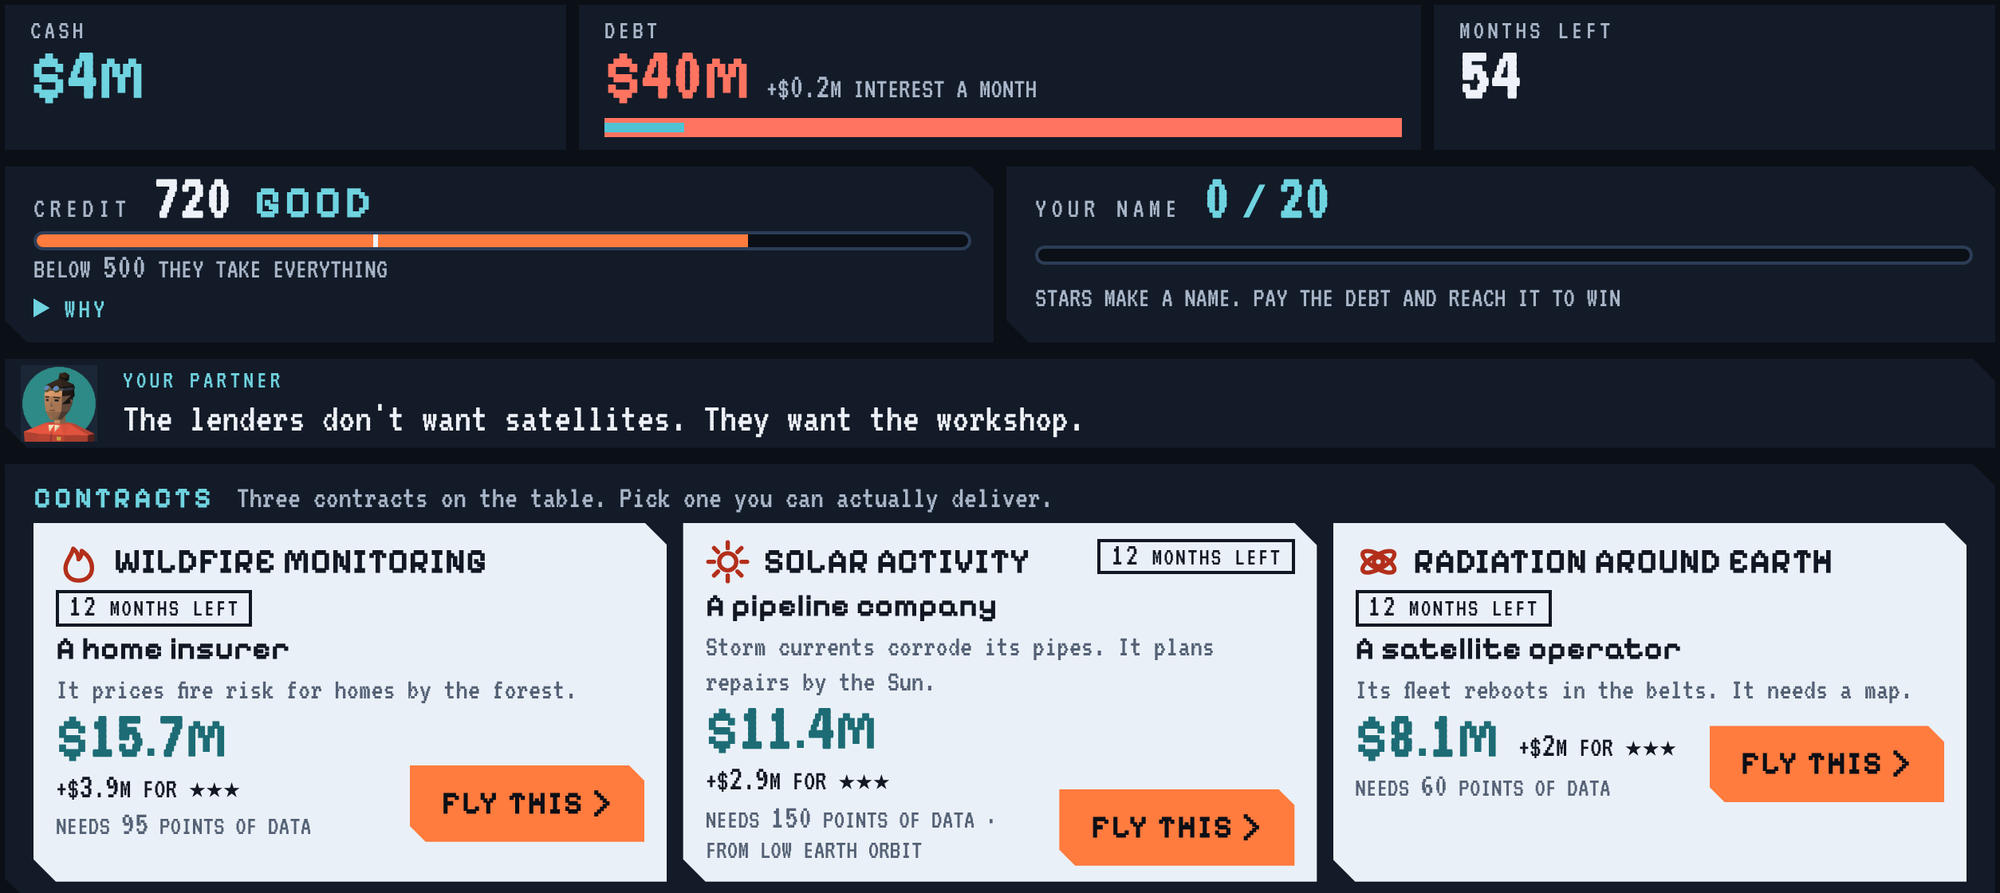 CASH
$4M
DEBT
$40M +$0.2M INTEREST A MONTH
MONTHS LEFT
54
CREDIT 720 GOOD
BELOW 500 THEY TAKE EVERYTHING
▶ WHY
YOUR NAME 0 / 20
STARS MAKE A NAME. PAY THE DEBT AND REACH IT TO WIN
YOUR PARTNER
The lenders don't want satellites. They want the workshop.
CONTRACTS Three contracts on the table. Pick one you can actually deliver.
WILDFIRE MONITORING
12 MONTHS LEFT
A home insurer
It prices fire risk for homes by the forest.
$15.7M
+$3.9M FOR ★★★
NEEDS 95 POINTS OF DATA
FLY THIS >
SOLAR ACTIVITY 12 MONTHS LEFT
A pipeline company
Storm currents corrode its pipes. It plans
repairs by the Sun.
$11.4M
+$2.9M FOR ★★★
NEEDS 150 POINTS OF DATA ·
FROM LOW EARTH ORBIT
FLY THIS >
RADIATION AROUND EARTH
12 MONTHS LEFT
A satellite operator
Its fleet reboots in the belts. It needs a map.
$8.1M +$2M FOR ★★★
NEEDS 60 POINTS OF DATA
FLY THIS >